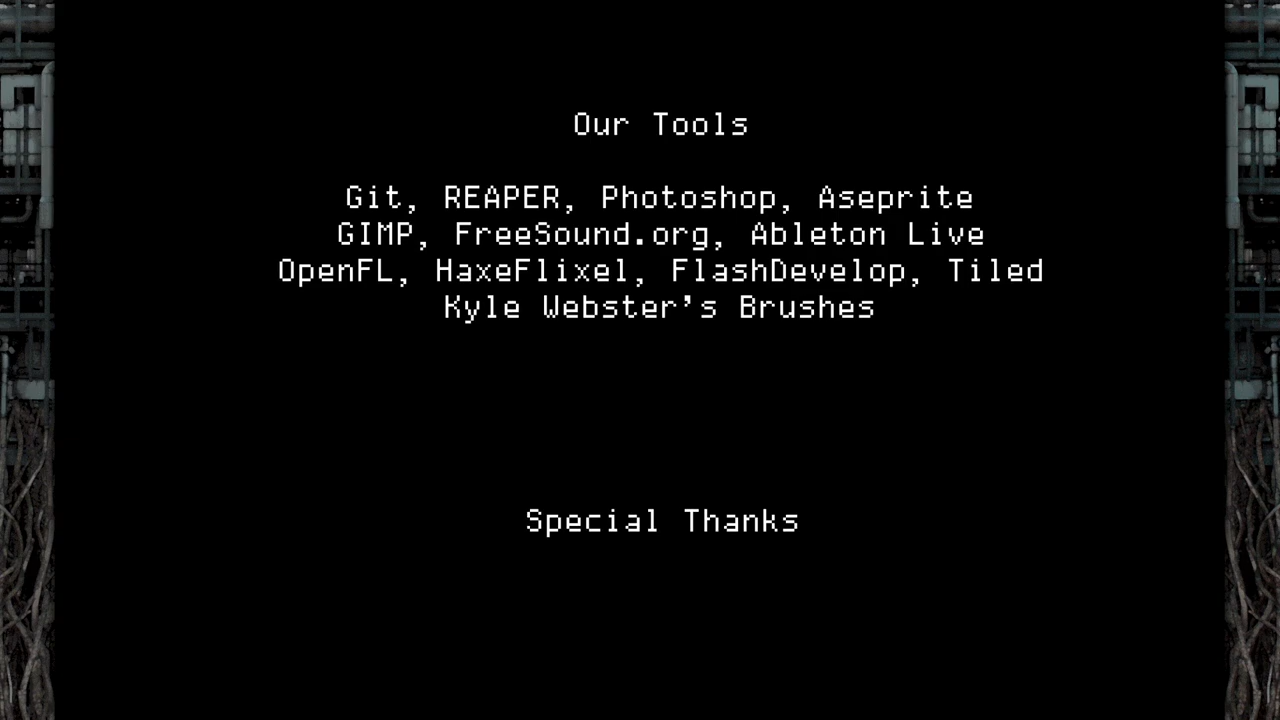 Our Tools
Git, REAPER, Photoshop, Aseprite
GIMP, FreeSound.org, Ableton Live
OpenFL, HaxeFlixel, FlashDevelop, Tiled
Kyle Webster's Brushes
Special Thanks